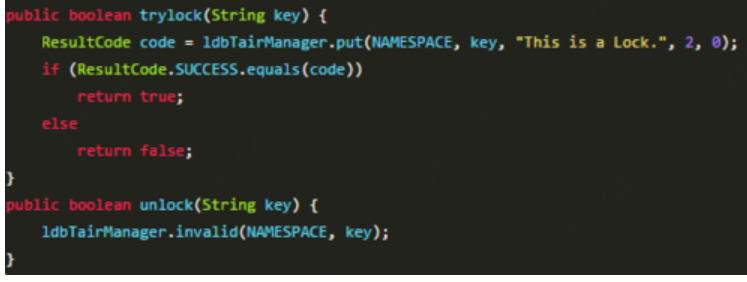 public boolean trylock(String key) {
ResultCode code = ldbTairManager.put(NAMESPACE, key, "This is a Lock.", 2, 0);
if (ResultCode.SUCCESS.equals(code))
return true;
else
return false;
}
public boolean unlock(String key) {
ldbTairManager.invalid(NAMESPACE, key);
}